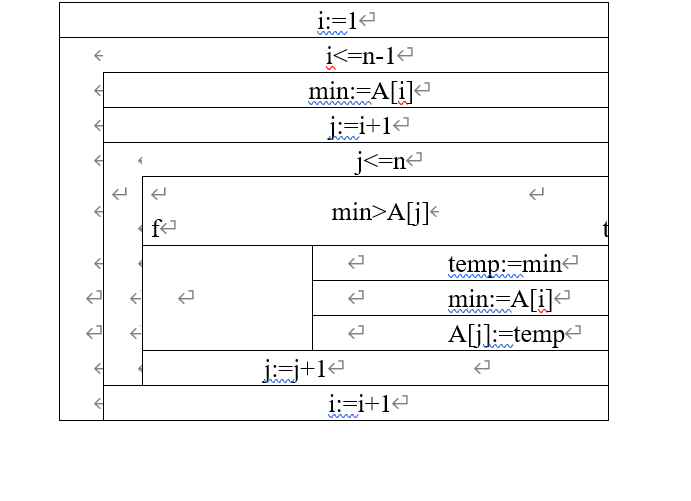 i:=1
i<=n-1
min:=A[i]
j:=i+1
j<=n
min>A[j]
f
t
temp:=min
min:=A[i]
A[j]:=temp
j:=j+1
i:=i+1